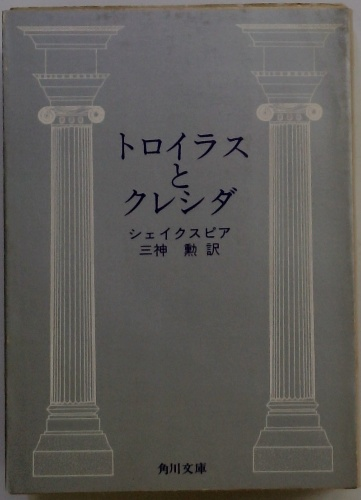 トロイラス
と
クレシダ
シェイクスピア
三神 勲 訳
角川文庫